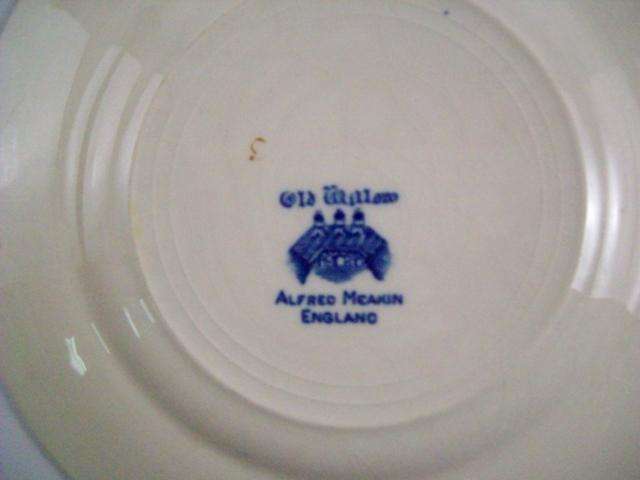 Old Willow
ALFRED MEAKIN
ENGLAND